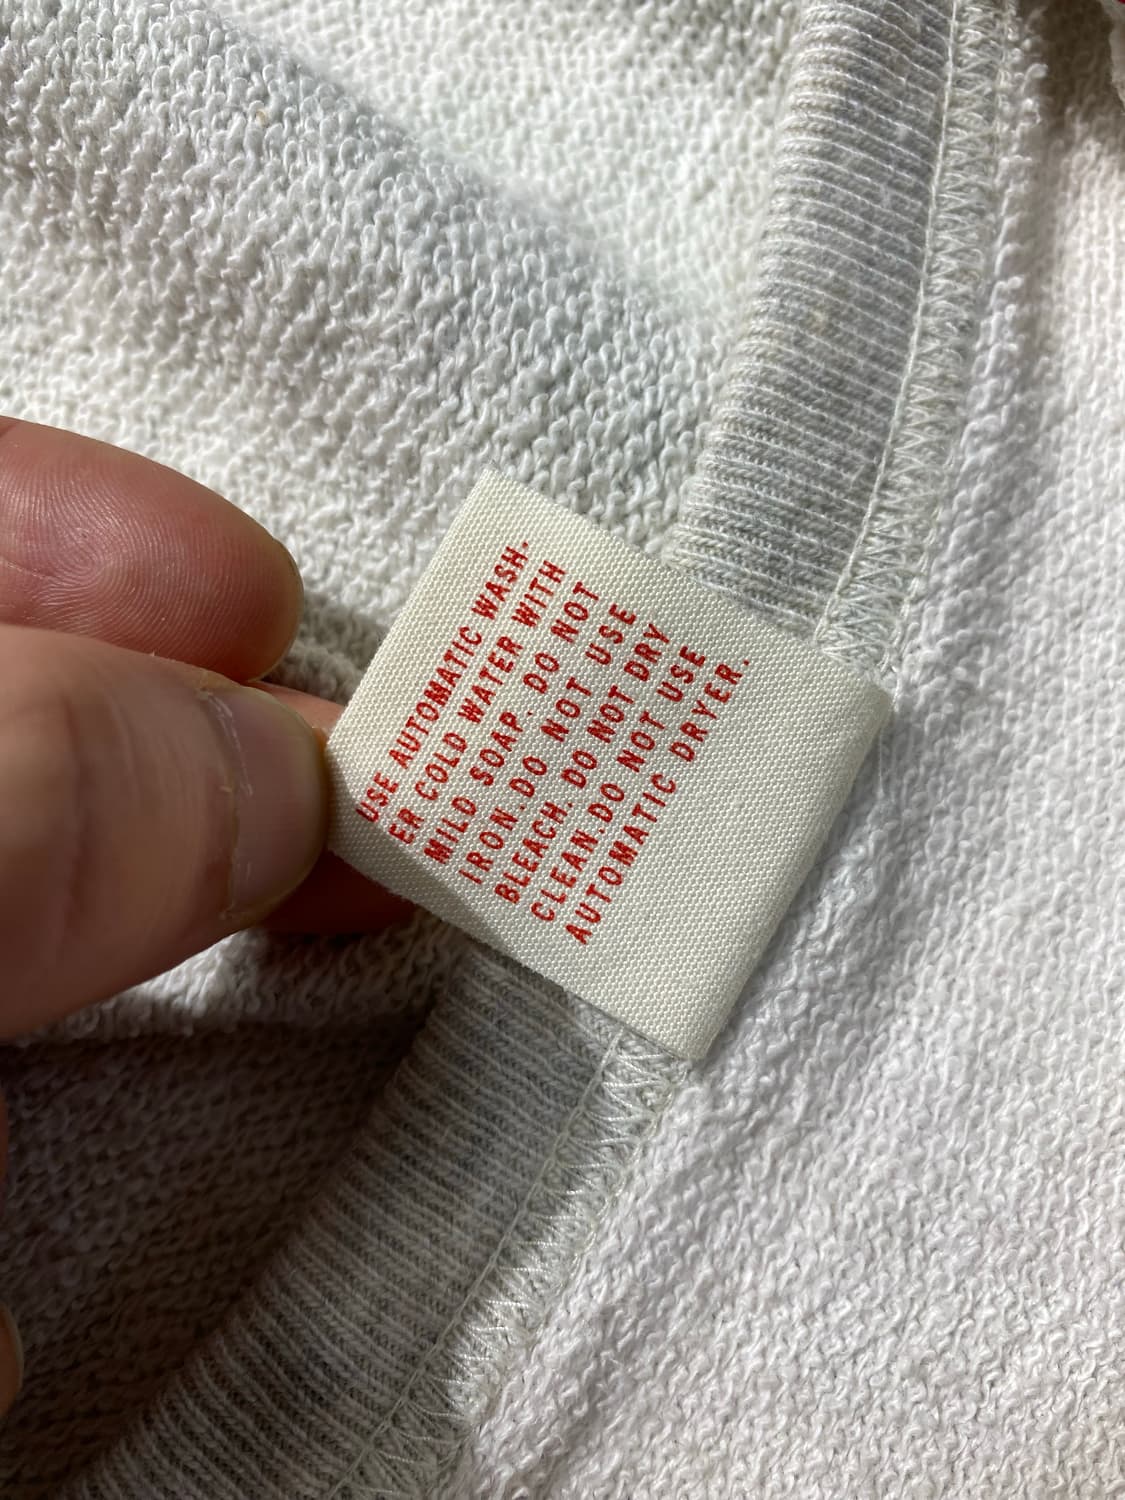 USE AUTOMATIC WASH-
ER COLD WATER WITH
MILD SOAP. DO NOT
IRON.DO NOT USE
BLEACH. DO NOT DRY
CLEAN.DO NOT USE
AUTOMATIC DRYER.